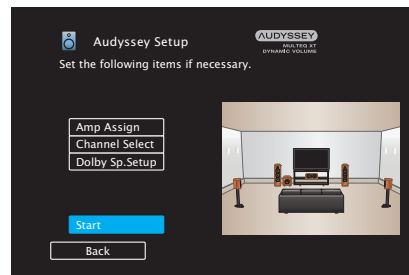 Audyssey Setup
AUDYSSEY
MULTEQ XT
DYNAMIC VOLUME
Set the following items if necessary.
Amp Assign
Channel Select
Dolby Sp.Setup
Start
Back